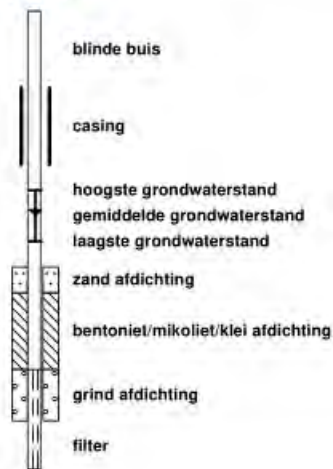 blinde buis
casing
hoogste grondwaterstand
gemiddelde grondwaterstand
laagste grondwaterstand
zand afdichting
bentoniet/mikoliet/klei afdichting
grind afdichting
filter